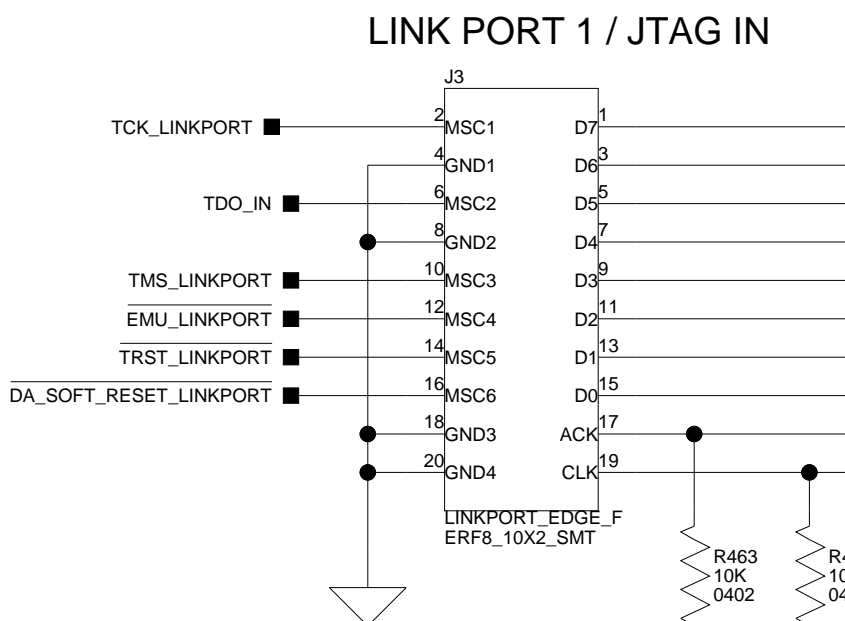 LINK PORT 1 / JTAG IN
J3
TCK_LINKPORT 2 MSC1 D7 1
4 GND1 D6 3
TDO_IN 6 MSC2 D5 5
8 GND2 D4 7
TMS_LINKPORT 10 MSC3 D3 9
EMU_LINKPORT 12 MSC4 D2 11
TRST_LINKPORT 14 MSC5 D1 13
DA_SOFT_RESET_LINKPORT 16 MSC6 D0 15
18 GND3 ACK 17
20 GND4 CLK 19
LINKPORT_EDGE_F
ERF8_10X2_SMT
R463
10K
0402